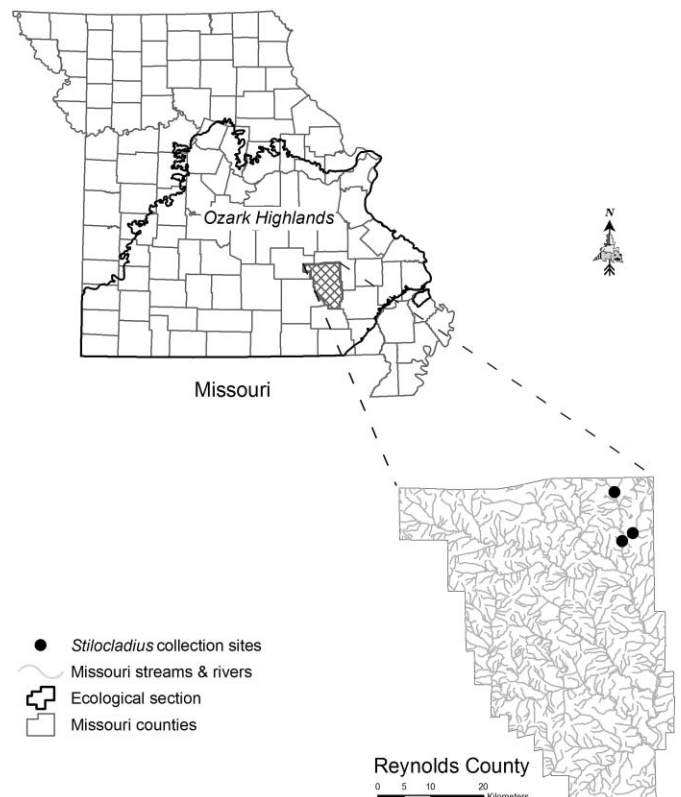 Ozark Highlands
N
Missouri
Stilocladius collection sites
Missouri streams & rivers
Ecological section
Missouri counties
Reynolds County
0 5 10 20
Kilometers